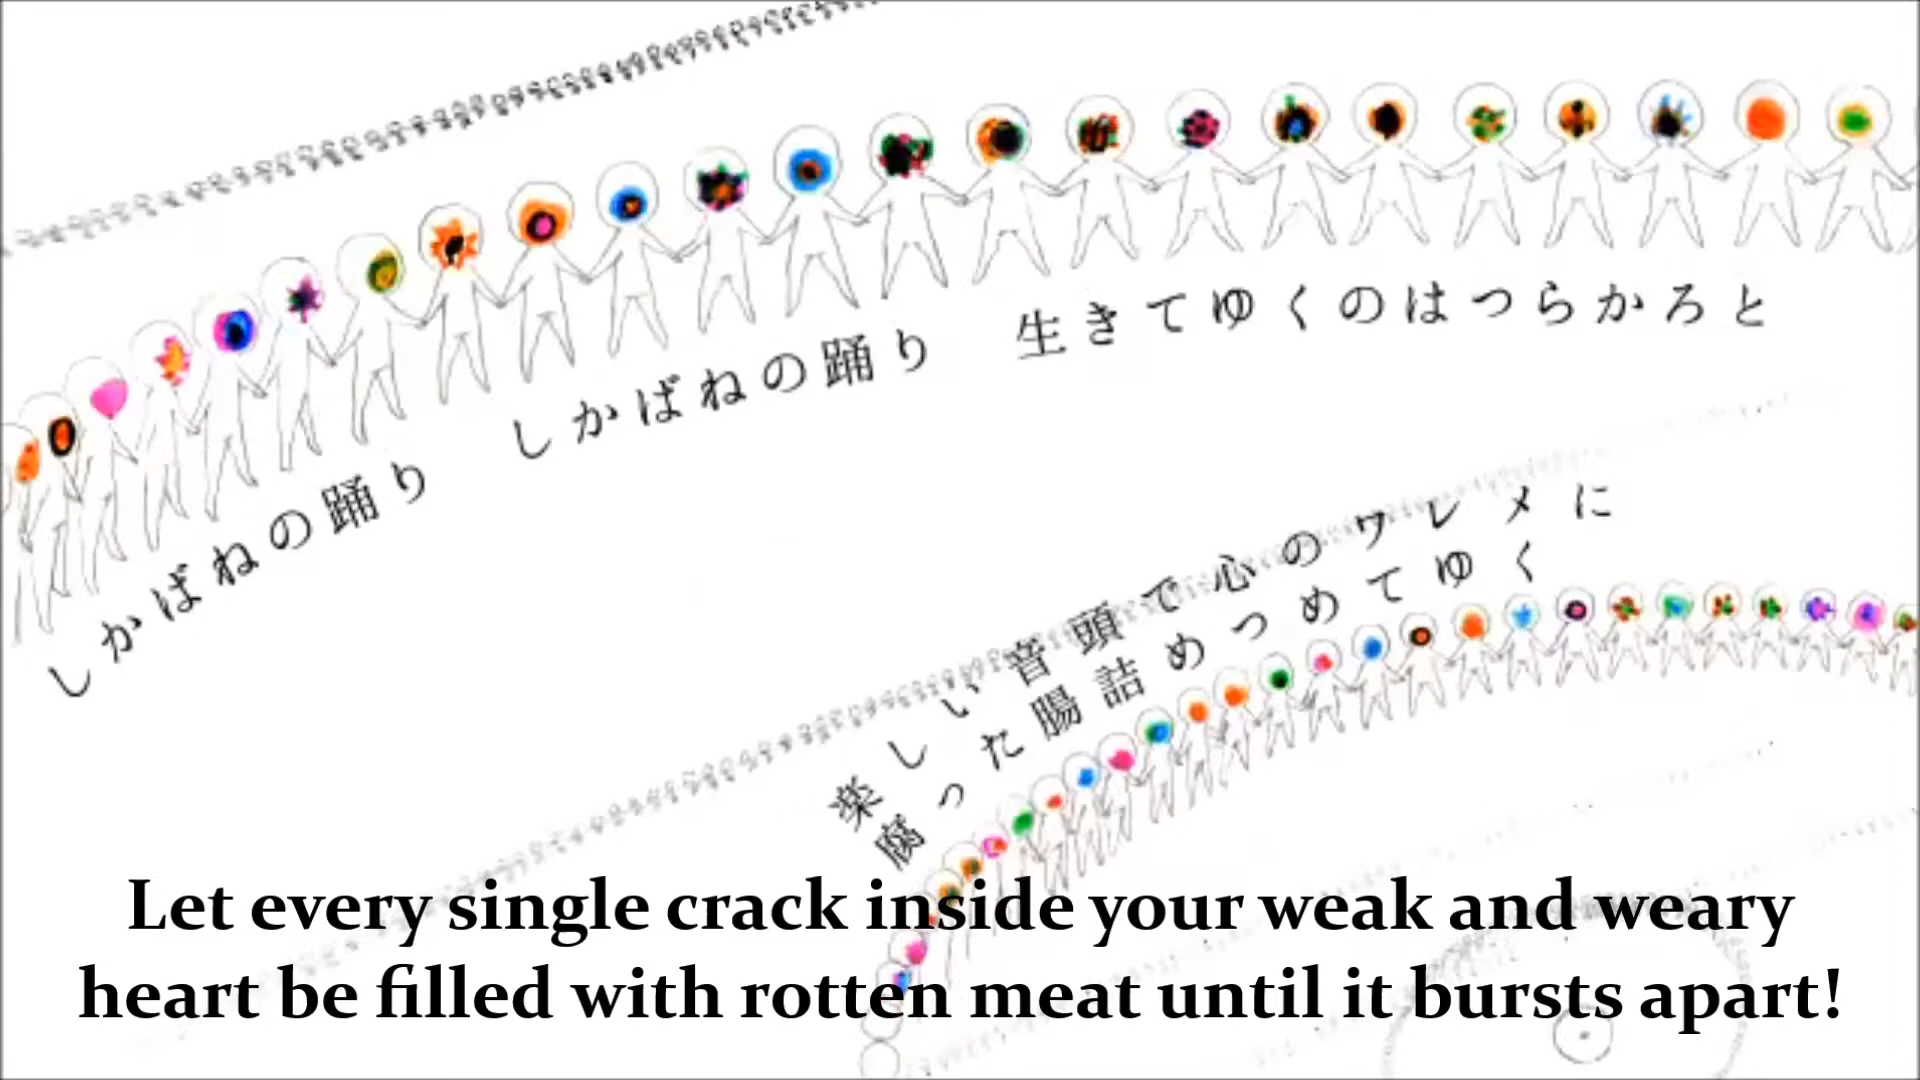 しかばねの踊り　しかばねの踊り　生きてゆくのはつらかろと
楽しい音頭で心のワレメに
腐った腸詰めつめてゆく
Let every single crack inside your weak and weary
heart be filled with rotten meat until it bursts apart!